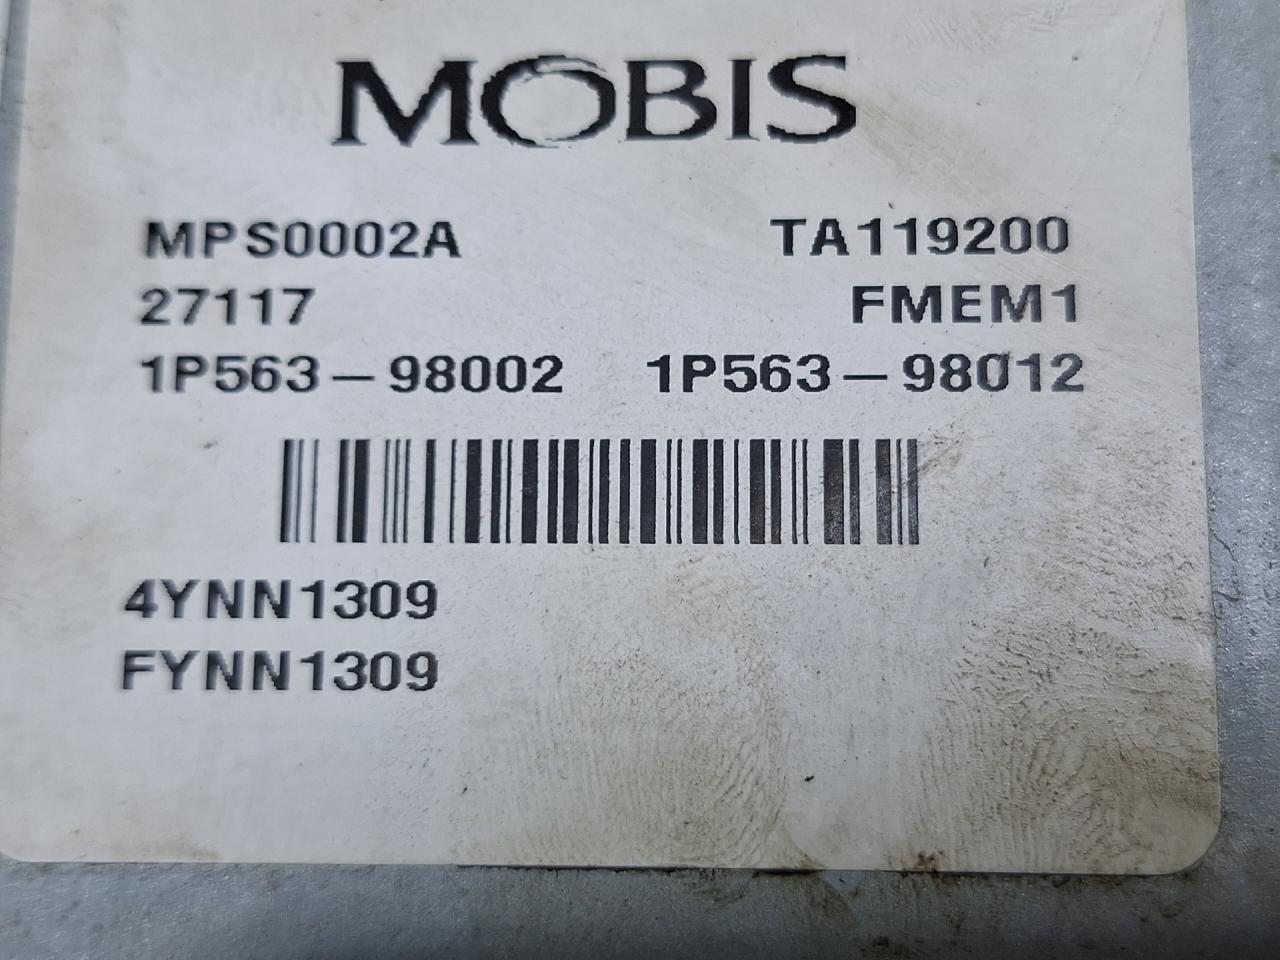 MOBIS
MPS0002A TA119200
27117 FMEM1
1P563-98002 1P563-98012
4YNN1309
FYNN1309